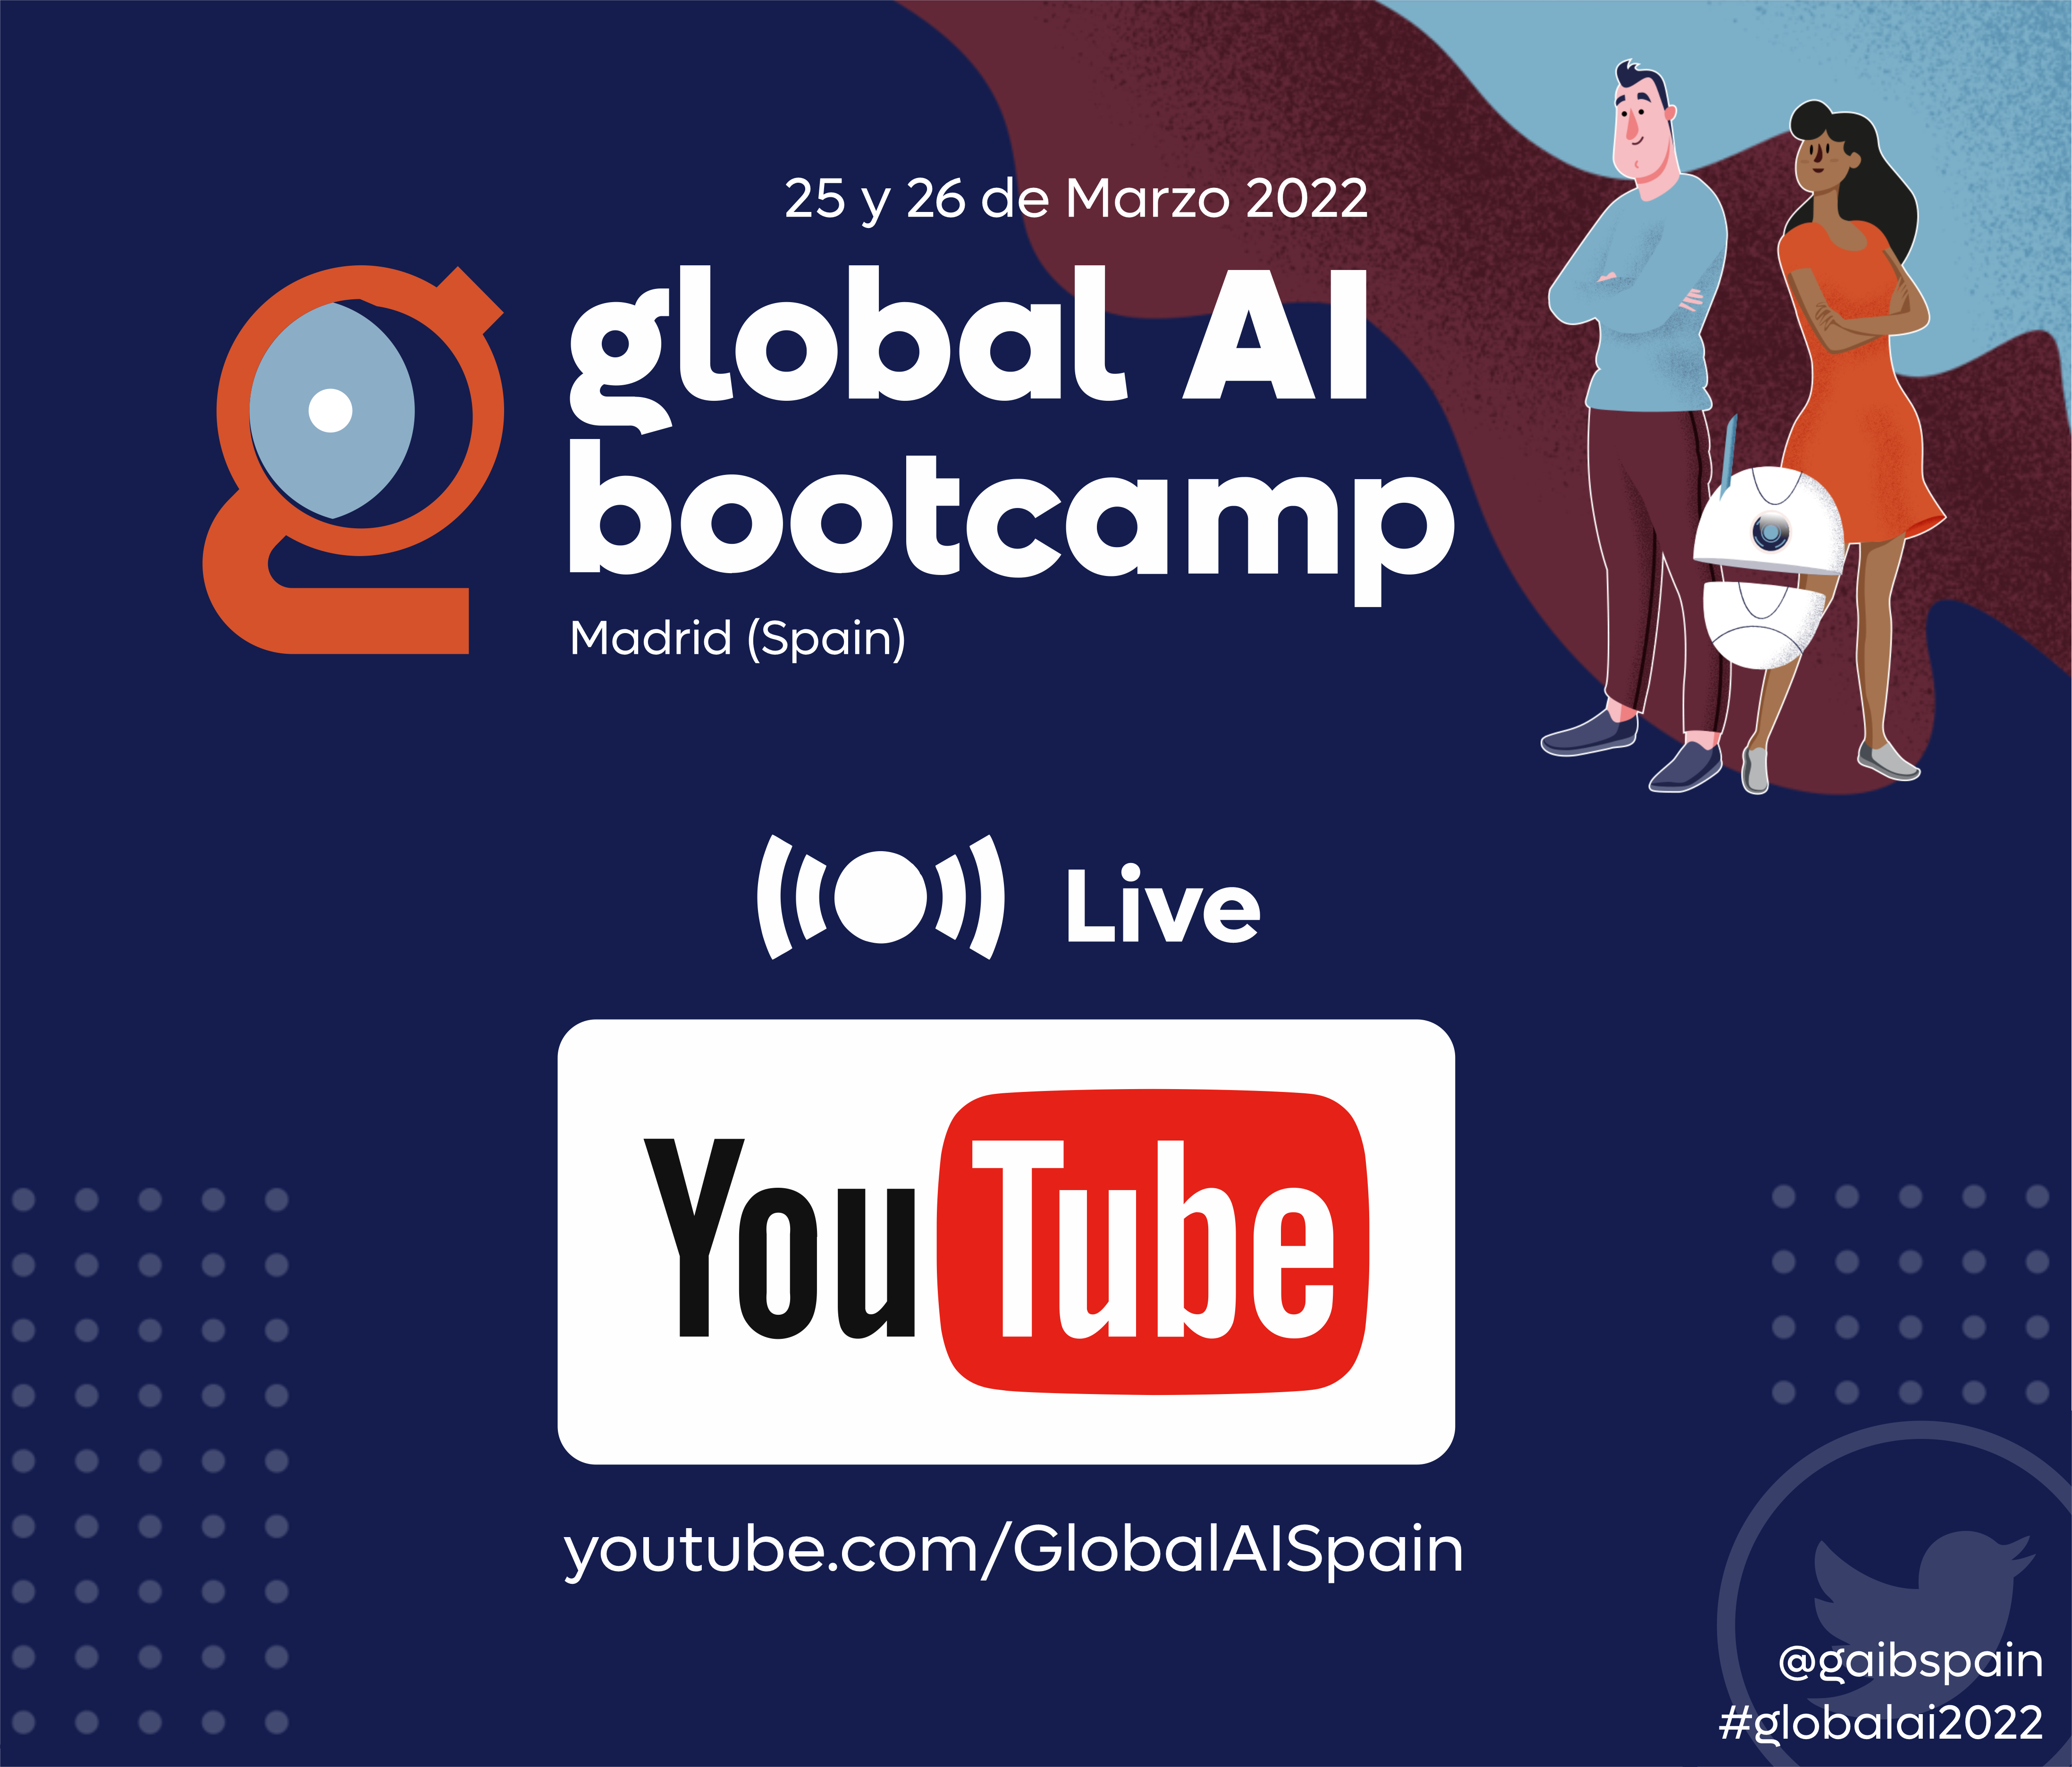 25 y 26 de Marzo 2022
global AI
bootcamp
Madrid (Spain)
Live
YouTube
youtube.com/GlobalAISpain
@gaibspain
#globalai2022